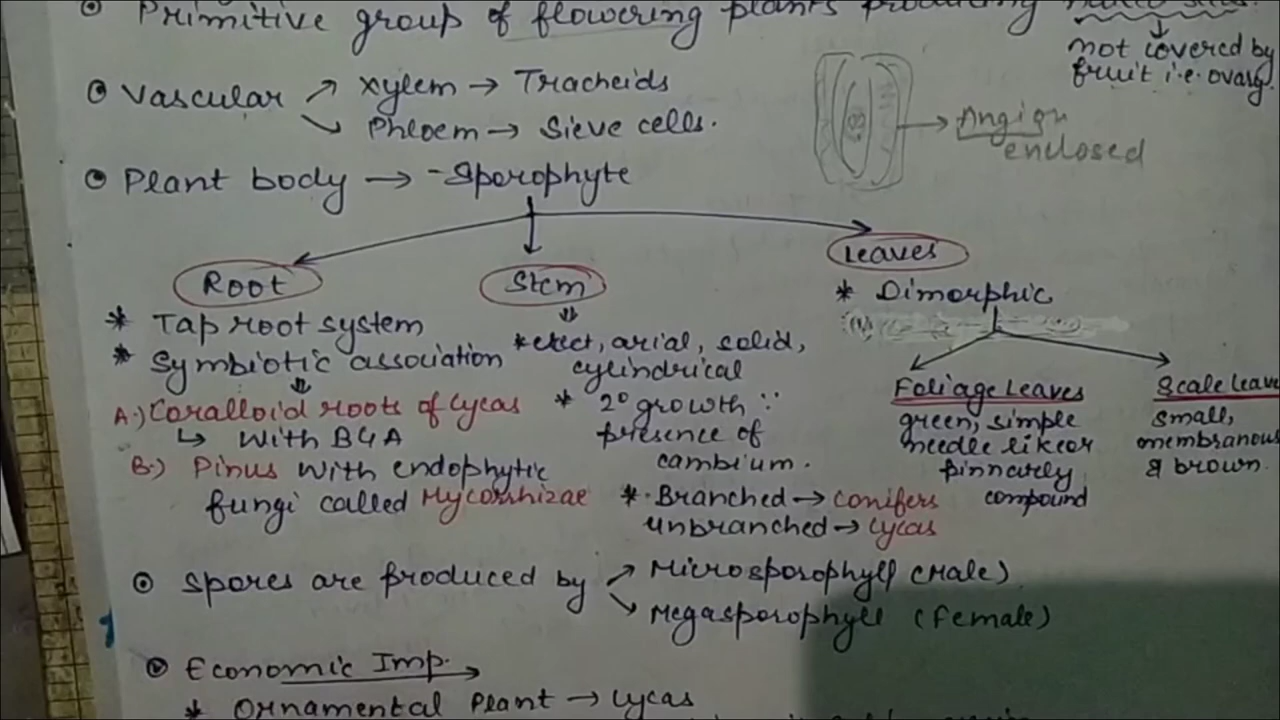 Primitive group of flowering plants producing
not covered by
fruit i.e. ovary
Vascular → Xylem → Tracheids
→ Phloem → Sieve cells.
Angion
enclosed
Plant body → Sporophyte
Root
* Tap root system
* Symbiotic association
A.) Coralloid roots of Cycas
↳ With BGA
B.) Pinus with endophytic
fungi called Mycorrhizae
Stem
* erect, arial, solid,
cylindrical
* 2° growth ∵
presence of
cambium.
* Branched → Conifers
Unbranched → Cycas
Leaves
* Dimorphic
Foliage Leaves
green, simple
needle like or
pinnarly
compound
Scale Leave
small,
membranous
& brown.
Spores are produced by → Microsporophyll (Male)
→ Megasporophyll (Female)
Economic Imp.
* Ornamental Plant → Cycas